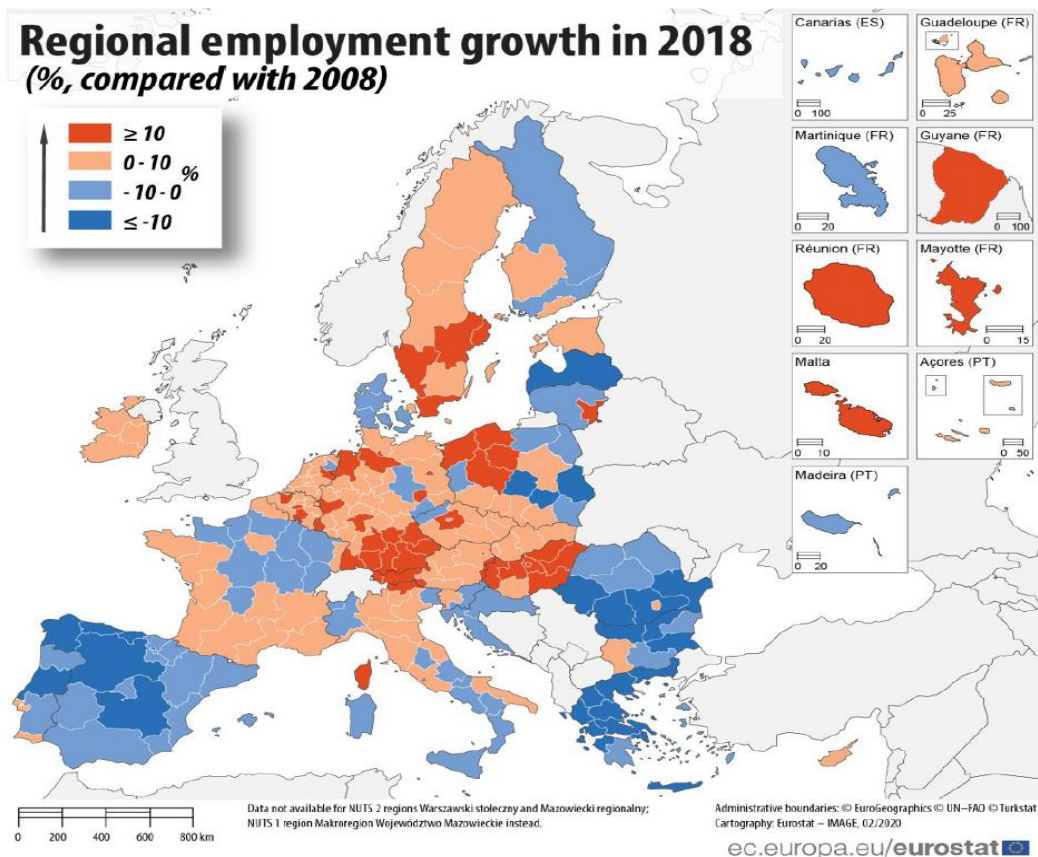 Regional employment growth in 2018
(%, compared with 2008)
≥ 10
0 - 10
%
- 10 - 0
≤ -10
Canarias (ES)
0 100
Guadeloupe (FR)
0 25
Martinique (FR)
0 20
Guyane (FR)
0 100
Réunion (FR)
0 20
Mayotte (FR)
0 15
Malta
0 10
Açores (PT)
0 50
Madeira (PT)
0 20
0 200 400 600 800 km
Data not available for NUTS 2 regions Warszawski stoleczny and Mazowiecki regionalny;
NUTS 1 region Makroregion Województwo Mazowieckie instead.
Administrative boundaries: © EuroGeographics © UN–FAO © Turkstat
Cartography: Eurostat – IMAGE, 02/2020
ec.europa.eu/eurostat